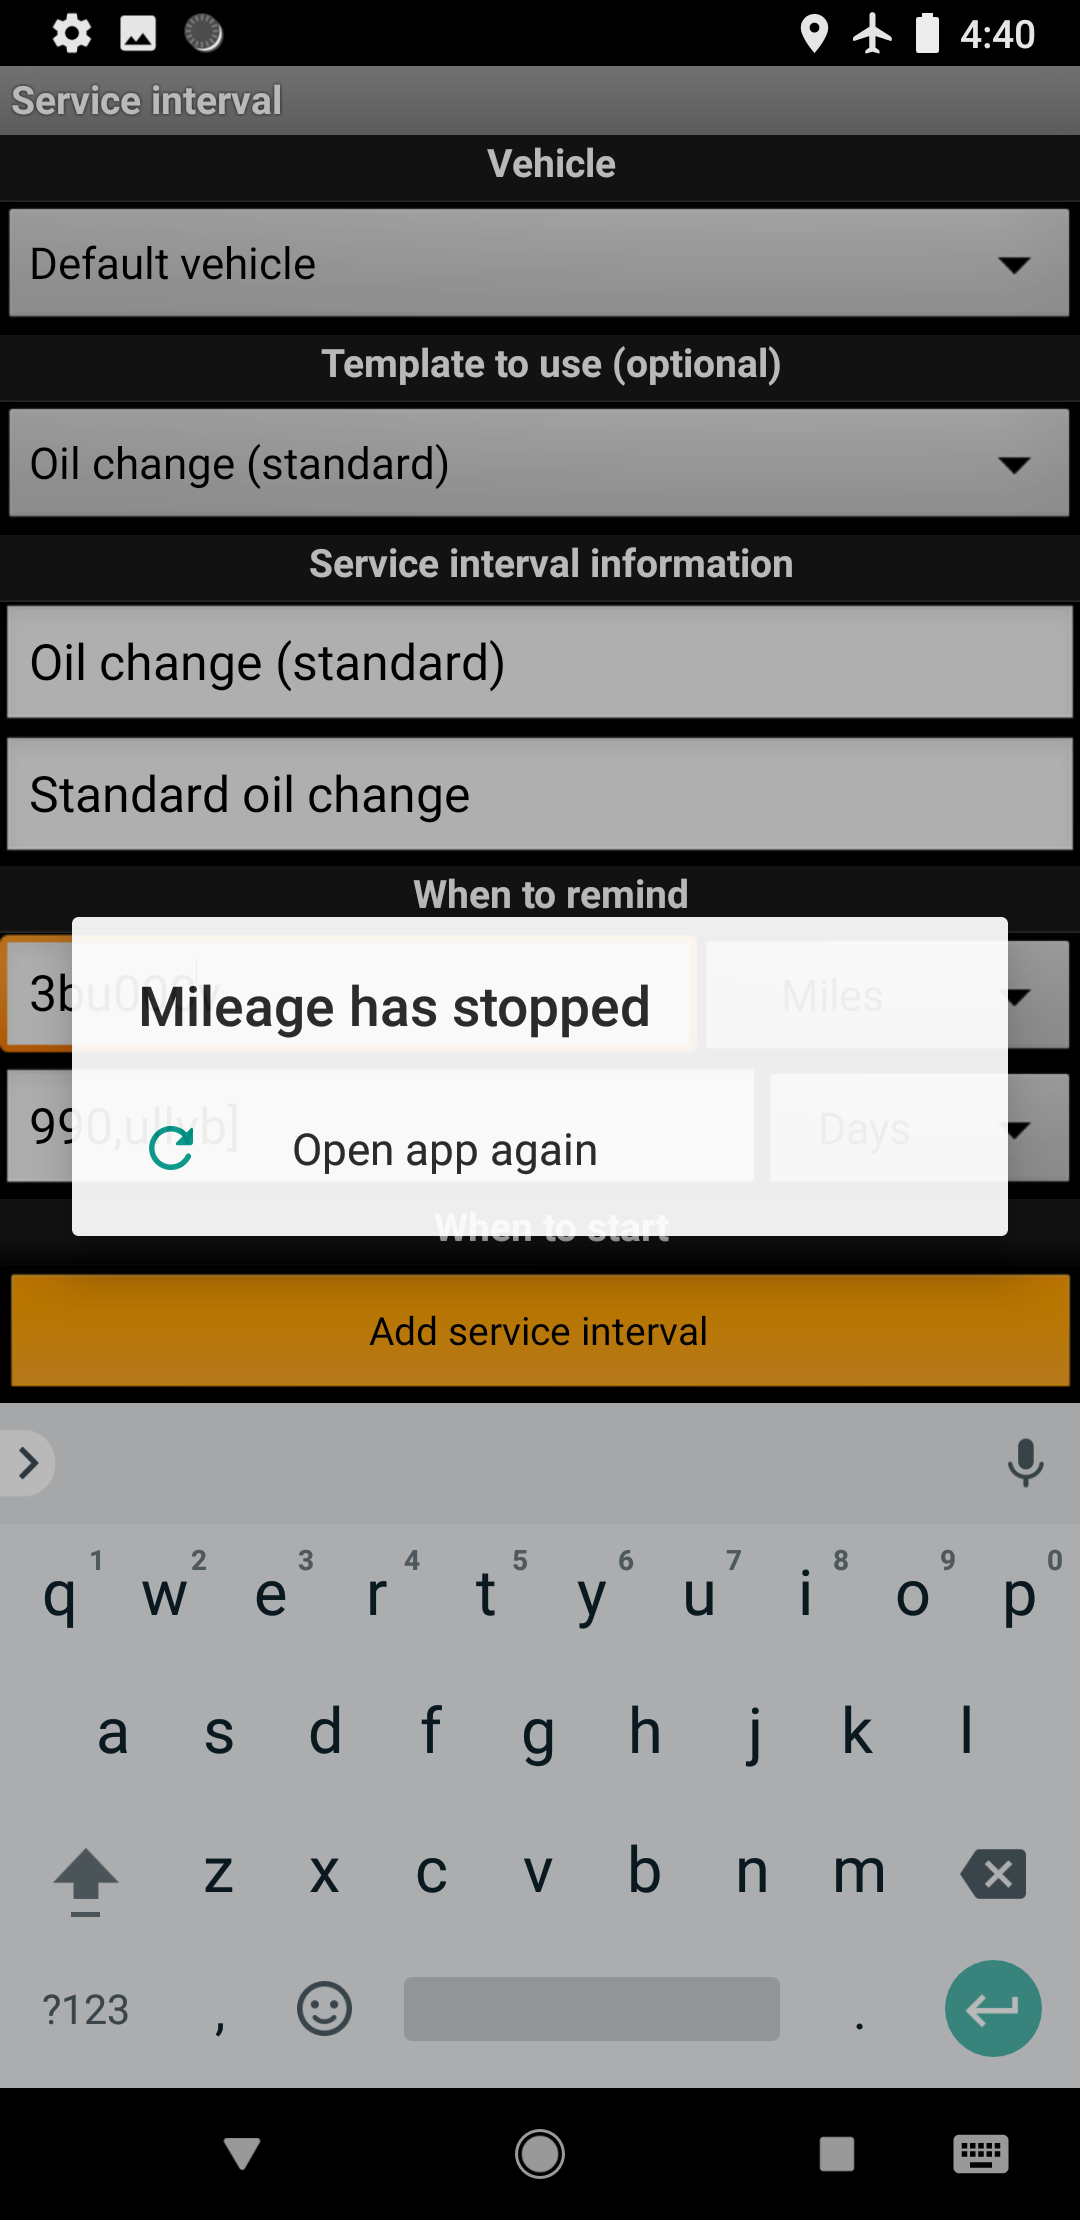 4:40
Service interval
Vehicle
Default vehicle
Template to use (optional)
Oil change (standard)
Service interval information
Oil change (standard)
Standard oil change
When to remind
3bu000y
Miles
Mileage has stopped
990,ullyb]
Days
Open app again
When to start
Add service interval
1 2 3 4 5 6 7 8 9 0
q w e r t y u i o p
a s d f g h j k l
z x c v b n m
?123 , .